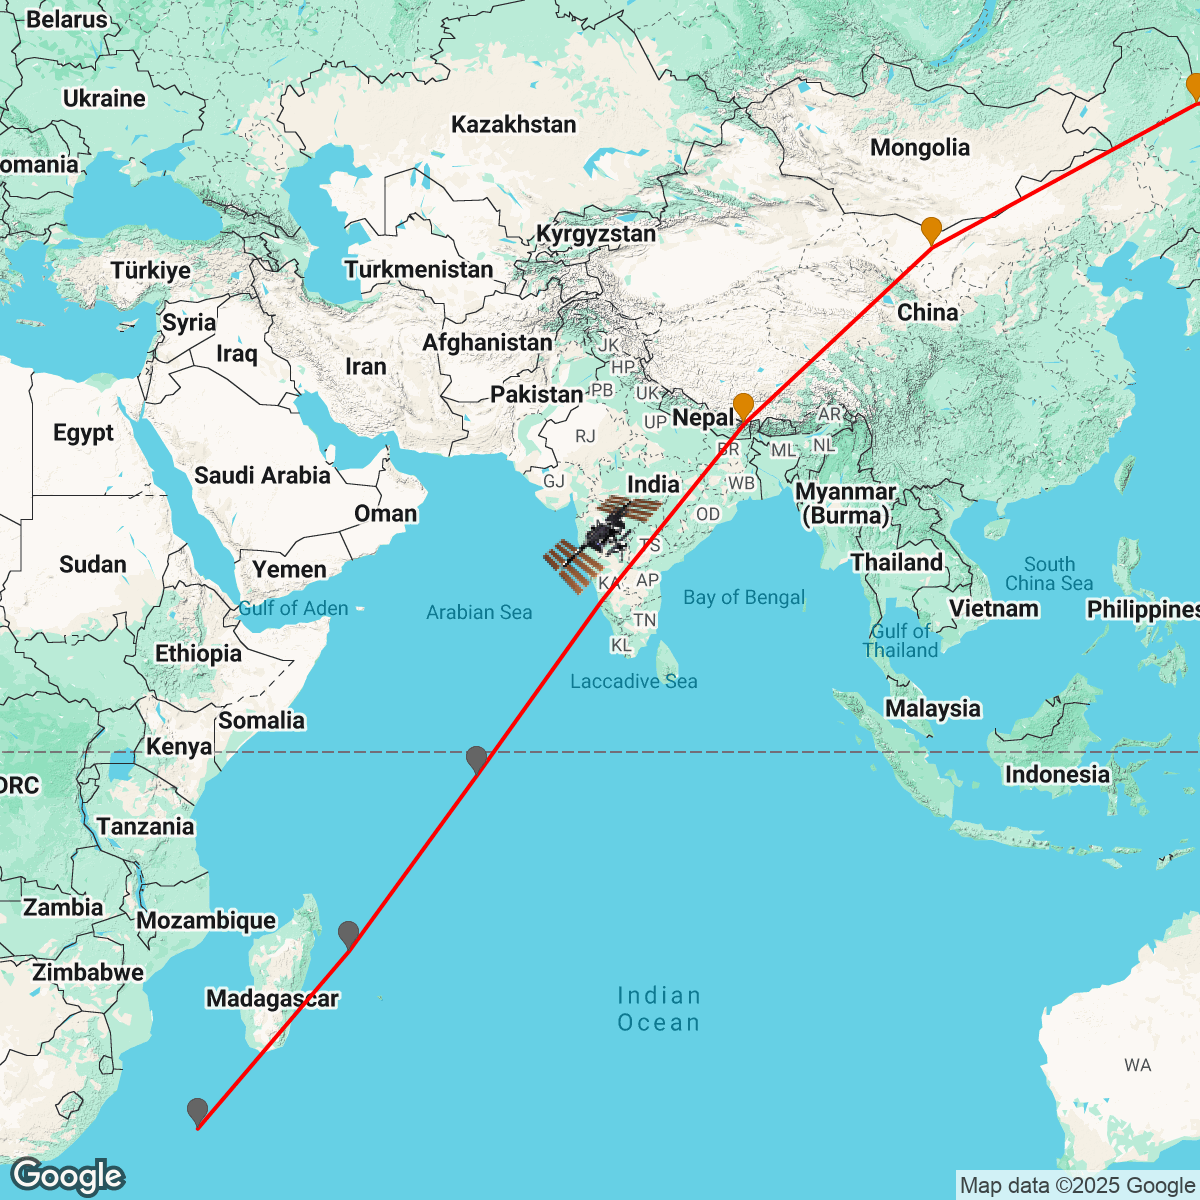 Belarus
Ukraine
Kazakhstan
Mongolia
omania
Kyrgyzstan
Türkiye
Turkmenistan
China
Syria
Afghanistan
JK
Iraq
Iran
HP
Pakistan
PB
UK
Nepal
AR
UP
Egypt
RJ
BR
ML
NL
Saudi Arabia
GJ
India
WB
Myanmar
(Burma)
Oman
OD
TS
Sudan
Yemen
Thailand
South
China Sea
KA
AP
Gulf of Aden
Arabian Sea
Bay of Bengal
Vietnam
Philippines
TN
Gulf of
Thailand
Ethiopia
KL
Laccadive Sea
Somalia
Malaysia
Kenya
DRC
Indonesia
Tanzania
Zambia
Mozambique
Zimbabwe
Madagascar
Indian
Ocean
WA
Google
Map data ©2025 Google